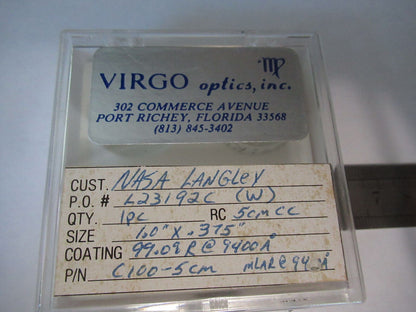 VIRGO optics, inc.
302 COMMERCE AVENUE
PORT RICHEY, FLORIDA 33568
(813) 845-3402
CUST. NASA LANGLEY
P.O. # L23192C (W)
QTY. 1PC RC 5cm CC
SIZE 1.0" X .375"
COATING 99.0% R @ 9400Å
P/N C100-5cm MLAR @